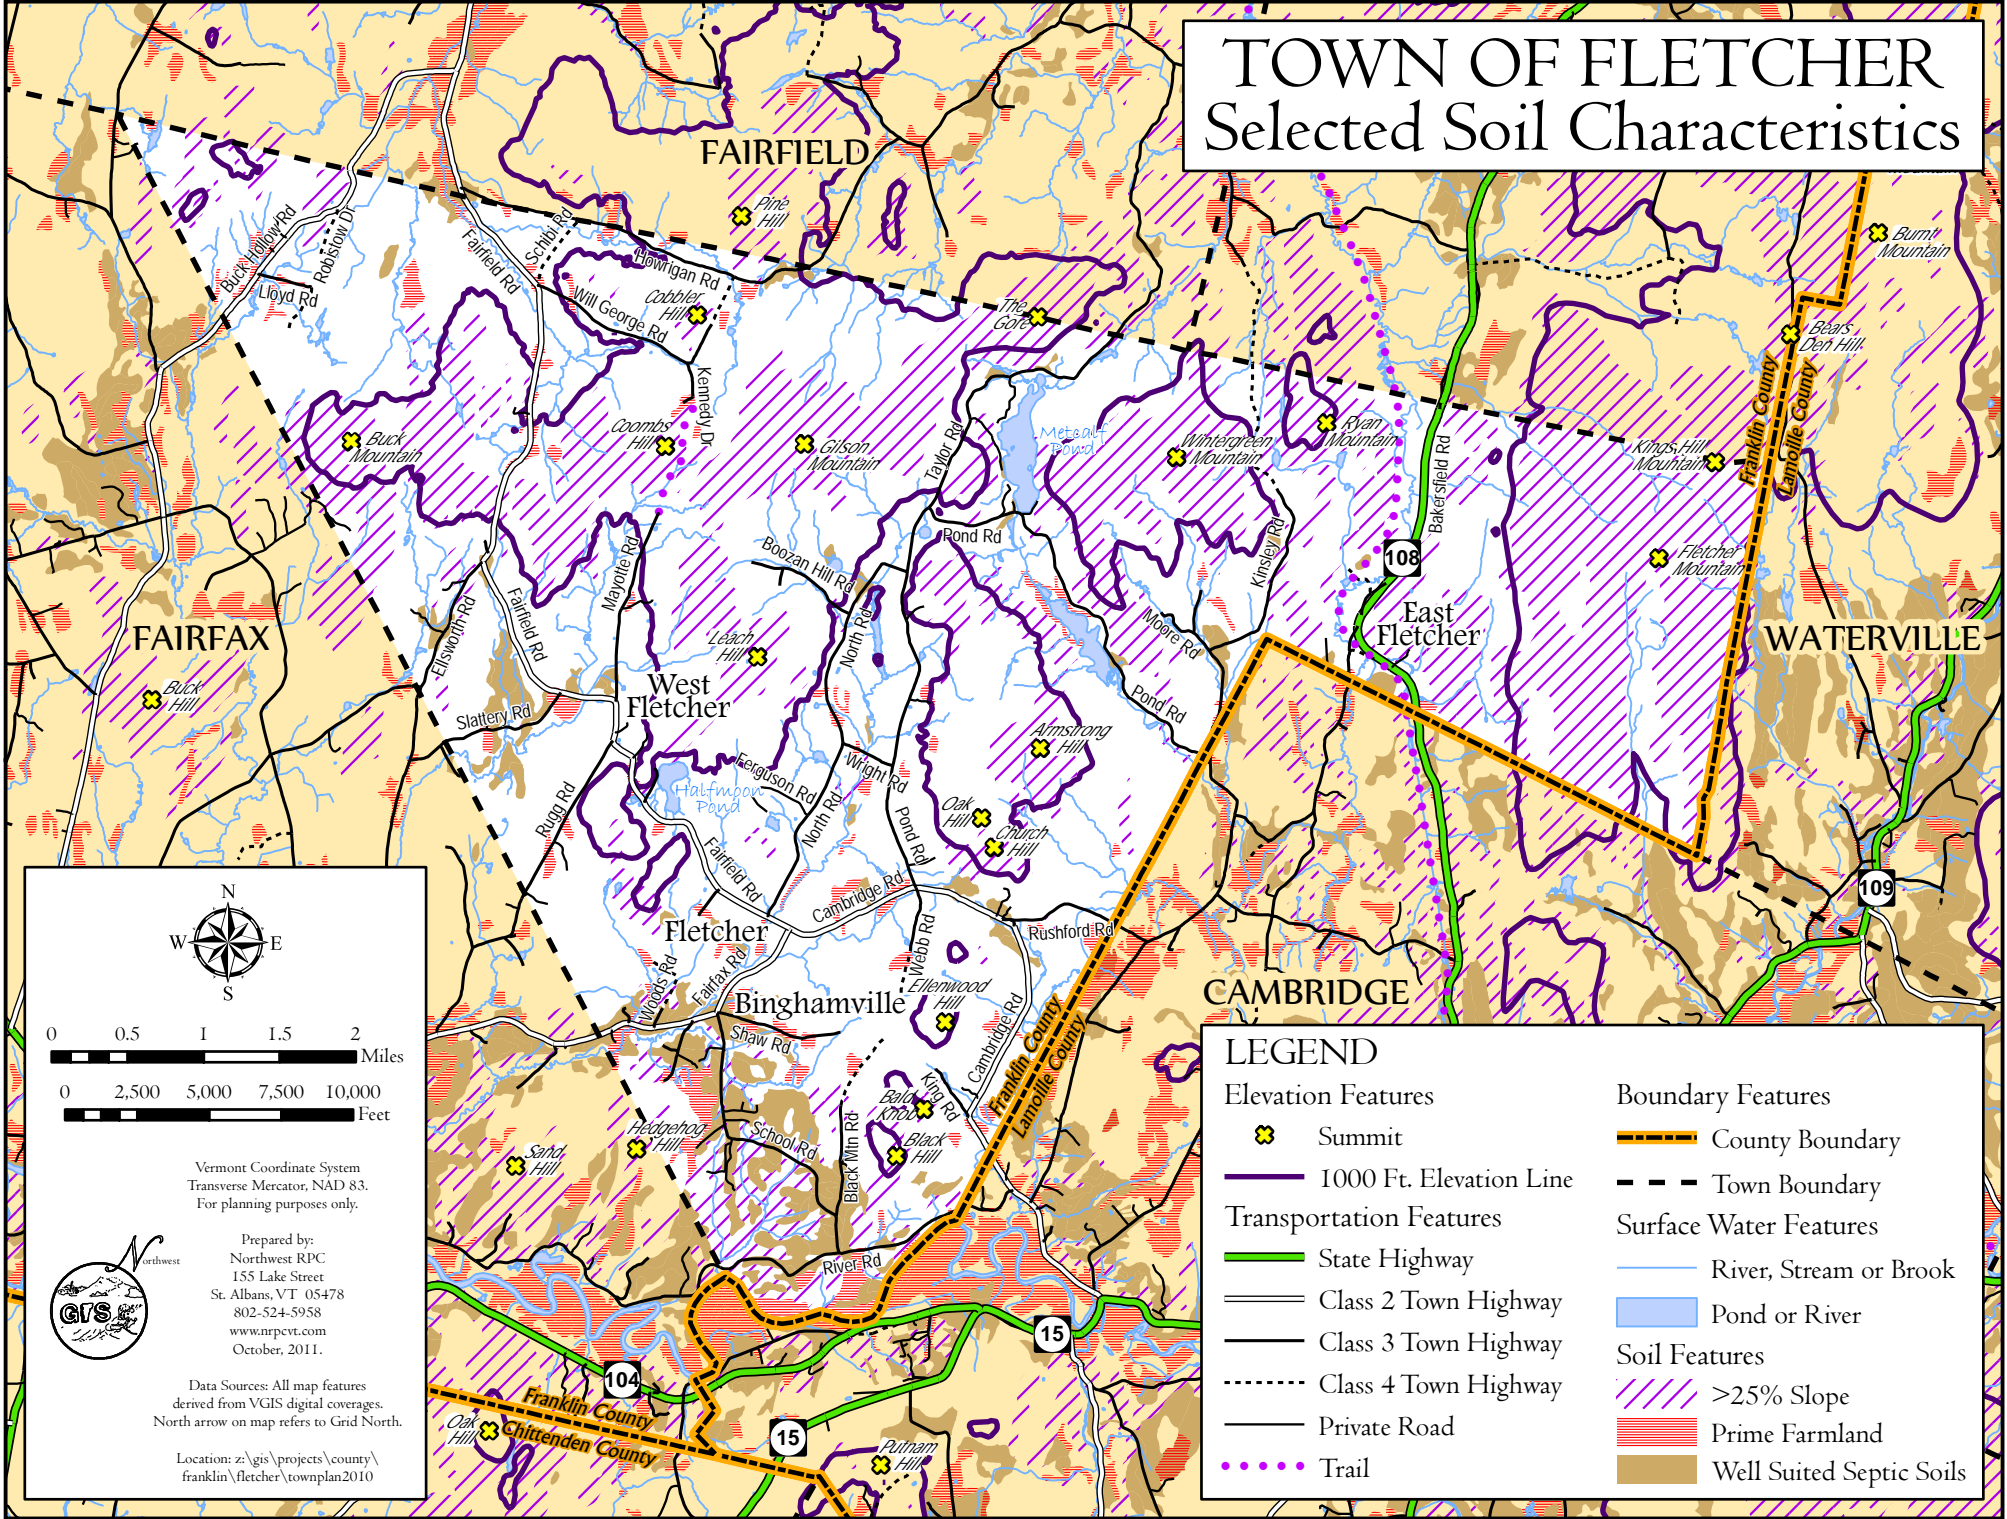 TOWN OF FLETCHER
Selected Soil Characteristics
FAIRFIELD
Pine
Hill
Burnt
Mountain
Buck Hollow Rd
Robistow Dr
Lloyd Rd
Fairfield Rd
Schibi Rd
Howrigan Rd
Will George Rd
Cobbler
Hill
The
Gore
Bears
Den Hill
Franklin County
Lamoille County
Kennedy Dr
Coombs
Hill
Buck
Mountain
Gilson
Mountain
Taylor Rd
Metcalf
Pond
Wintergreen
Mountain
Ryan
Mountain
Bakersfield Rd
Kings Hill
Mountain
Pond Rd
Kinsley Rd
108
Fletcher
Mountain
Boozan Hill Rd
Mayotte Rd
Ellsworth Rd
Fairfield Rd
North Rd
Moore Rd
East
Fletcher
FAIRFAX
WATERVILLE
Leach
Hill
Buck
Hill
West
Fletcher
Slattery Rd
Pond Rd
Armstrong
Hill
Wright Rd
Ferguson Rd
Halfmoon
Pond
North Rd
Rugg Rd
Pond Rd
Oak
Hill
Church
Hill
Fairfield Rd
Cambridge Rd
109
Fletcher
Webb Rd
Rushford Rd
Woods Rd
Fairfax Rd
Binghamville
Ellenwood
Hill
CAMBRIDGE
Shaw Rd
Cambridge Rd
Franklin County
Lamoille County
King Rd
Bald
Knob
Black
Hill
Hedgehog
Hill
Sand
Hill
School Rd
Black Mtn Rd
River Rd
15
104
Franklin County
Chittenden County
Oak
Hill
15
Putnam
Hill
N
W E
S
0 0.5 1 1.5 2
Miles
0 2,500 5,000 7,500 10,000
Feet
Vermont Coordinate System
Transverse Mercator, NAD 83.
For planning purposes only.
Prepared by:
Northwest RPC
155 Lake Street
St. Albans, VT 05478
802-524-5958
www.nrpcvt.com
October, 2011.
Northwest
GIS
Data Sources: All map features
derived from VGIS digital coverages.
North arrow on map refers to Grid North.
Location: z:\gis\projects\county\
franklin\fletcher\townplan2010
LEGEND
Elevation Features
Summit
1000 Ft. Elevation Line
Transportation Features
State Highway
Class 2 Town Highway
Class 3 Town Highway
Class 4 Town Highway
Private Road
Trail
Boundary Features
County Boundary
Town Boundary
Surface Water Features
River, Stream or Brook
Pond or River
Soil Features
>25% Slope
Prime Farmland
Well Suited Septic Soils